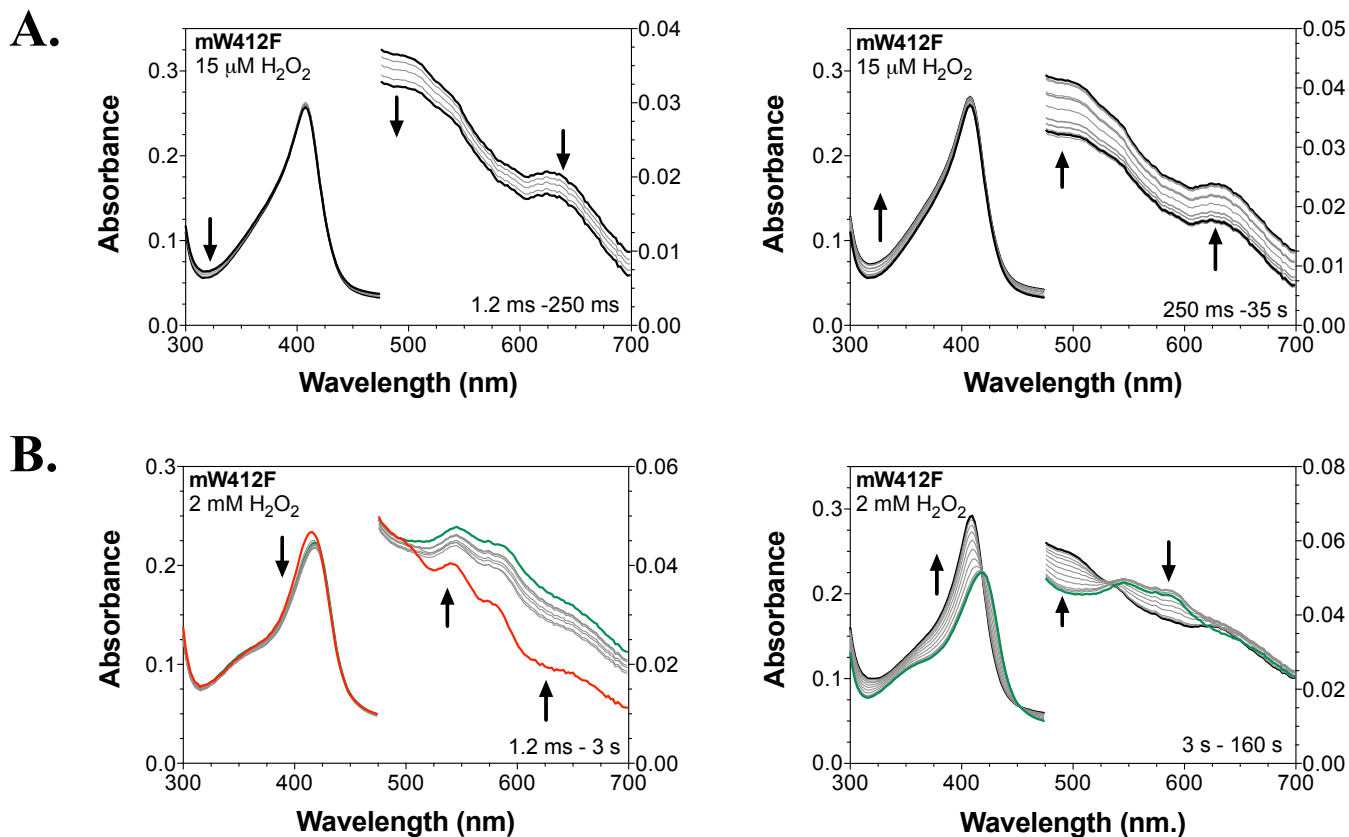 A.
mW412F
15 μM H₂O₂
Absorbance
0.3
0.2
0.1
0.0
0.04
0.03
0.02
0.01
0.00
1.2 ms -250 ms
300 400 500 600 700
Wavelength (nm)
mW412F
15 μM H₂O₂
Absorbance
0.3
0.2
0.1
0.0
0.05
0.04
0.03
0.02
0.01
0.00
250 ms -35 s
300 400 500 600 700
Wavelength (nm)
B.
mW412F
2 mM H₂O₂
Absorbance
0.3
0.2
0.1
0.0
0.06
0.04
0.02
0.00
1.2 ms - 3 s
300 400 500 600 700
Wavelength (nm)
mW412F
2 mM H₂O₂
Absorbance
0.3
0.2
0.1
0.0
0.08
0.06
0.04
0.02
0.00
3 s - 160 s
300 400 500 600 700
Wavelength (nm.)